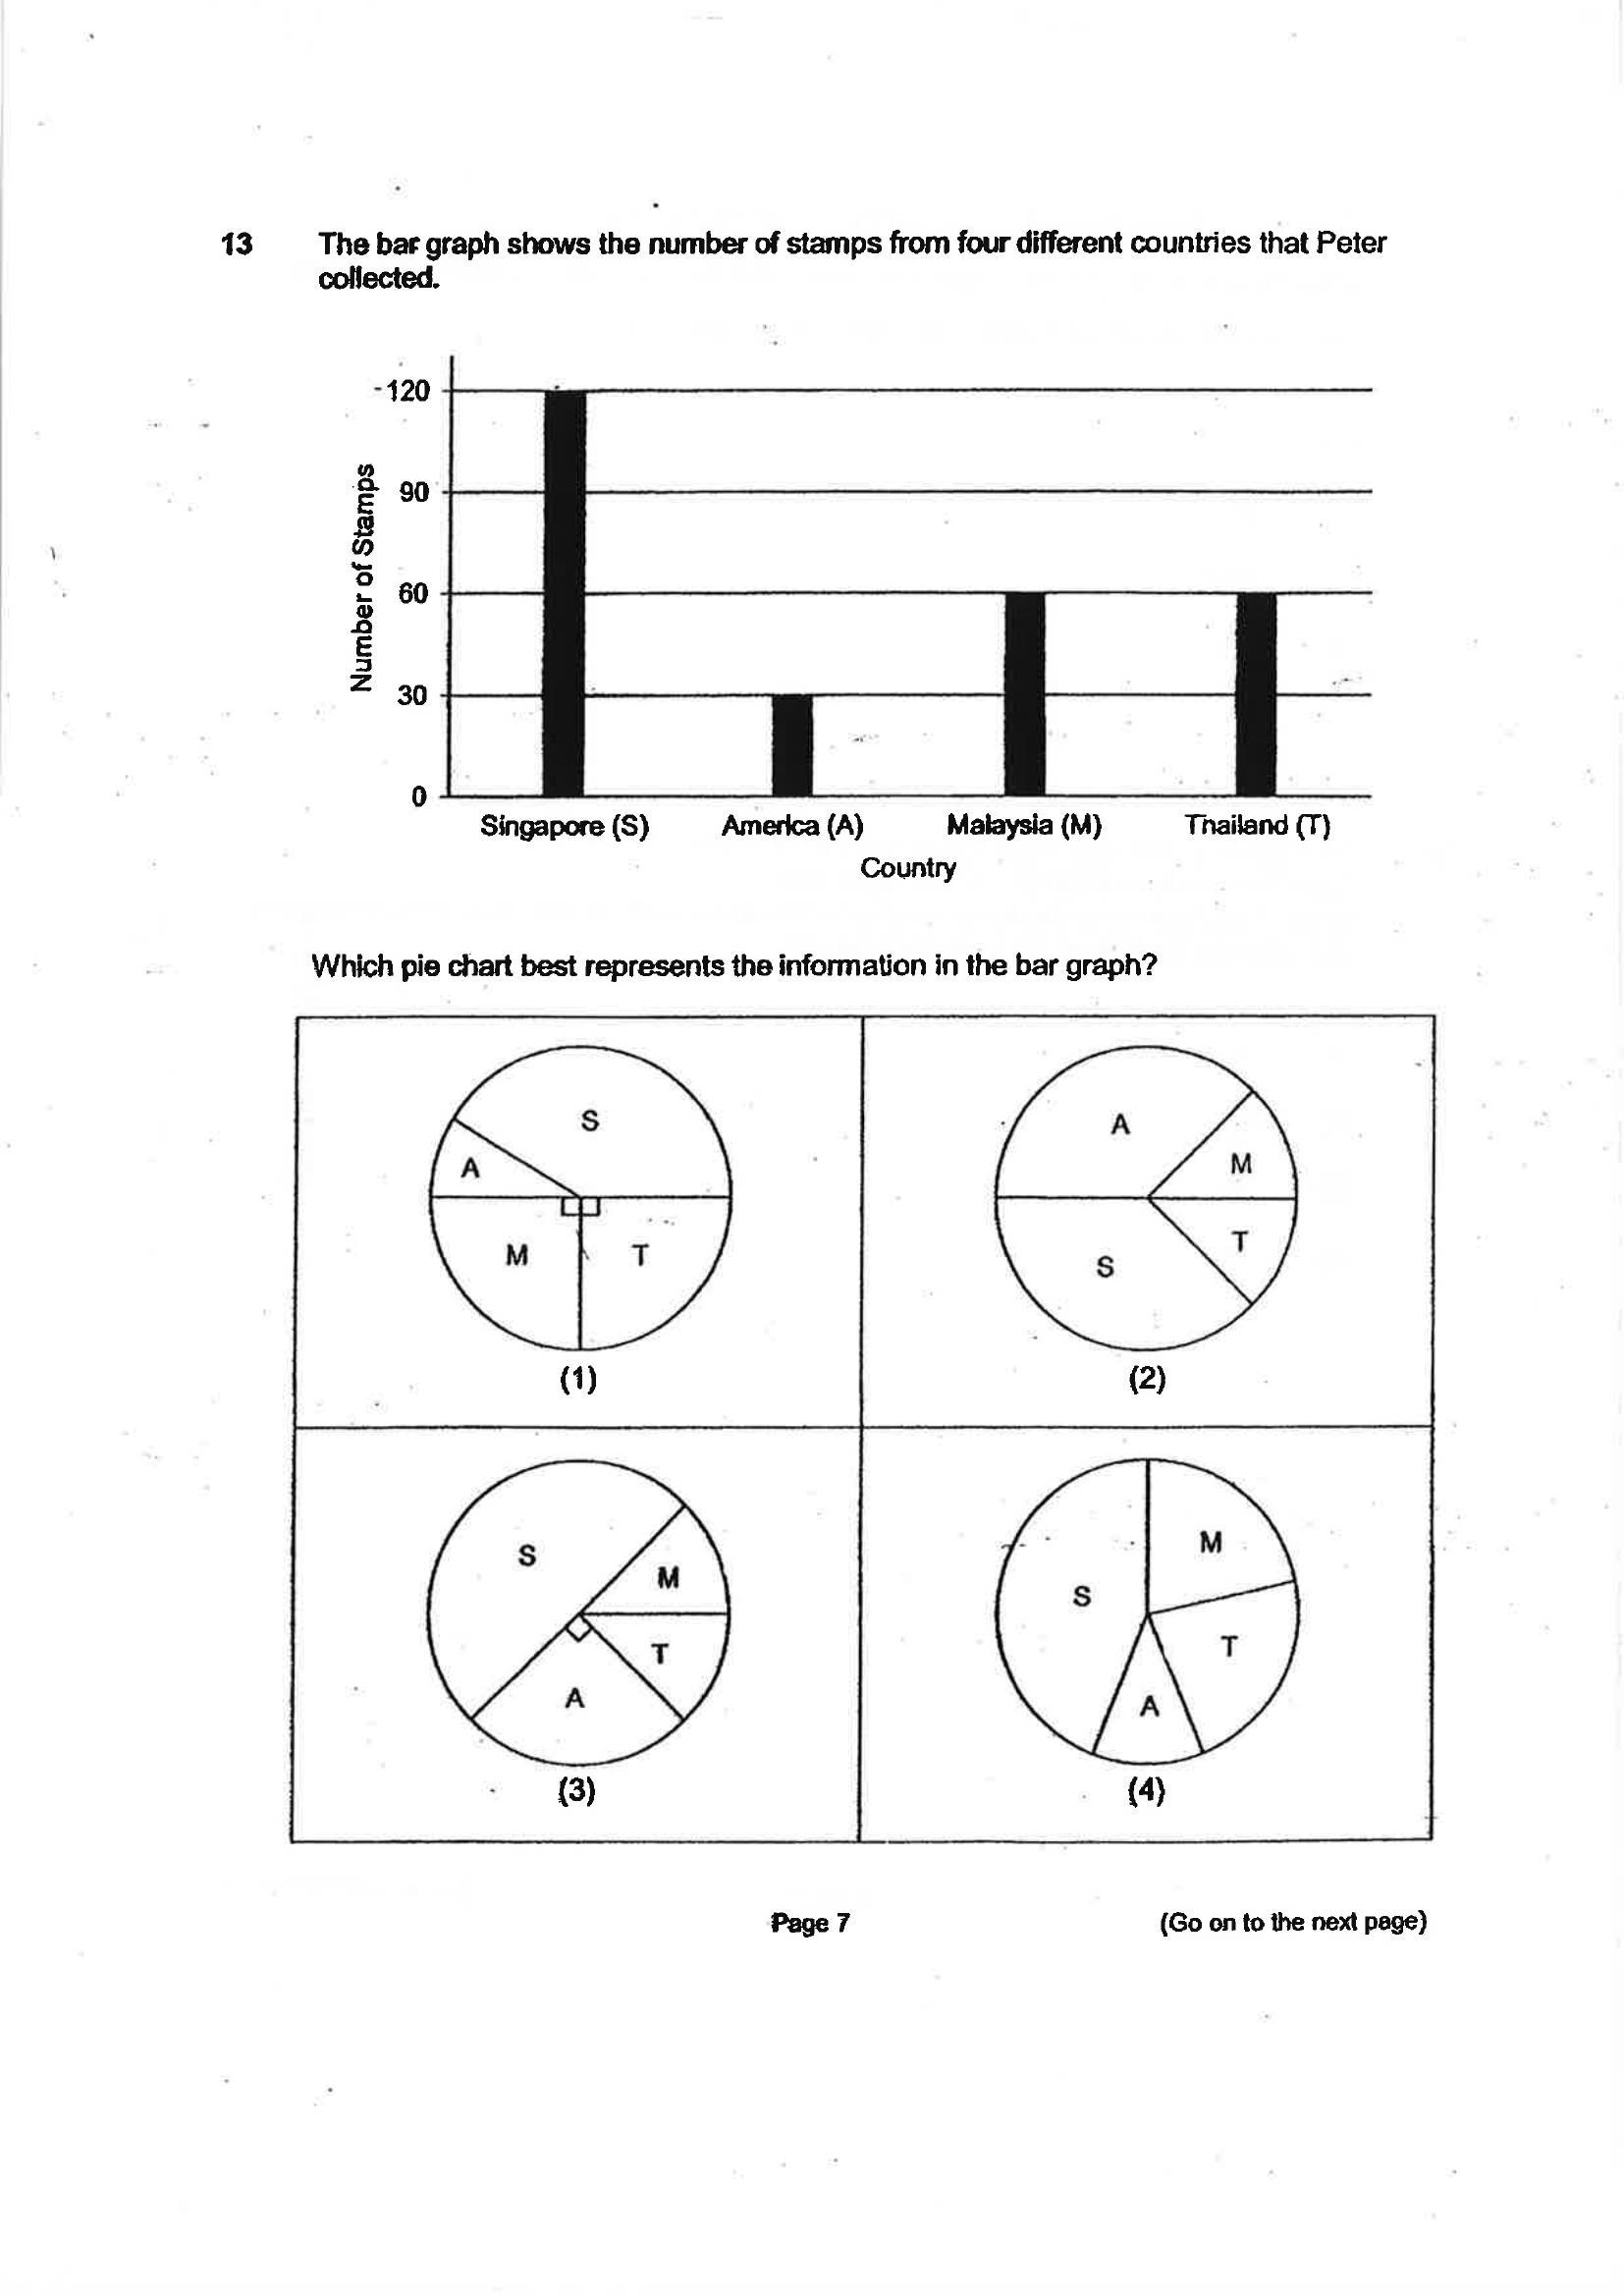 13 The bar graph shows the number of stamps from four different countries that Peter
collected.
-120
90
60
30
0
Number of Stamps
Singapore (S) America (A) Malaysia (M) Thailand (T)
Country
Which pie chart best represents the information in the bar graph?
S
A
M T
(1)
A
M
T
S
(2)
S
M
T
A
(3)
M
S
T
A
(4)
Page 7 (Go on to the next page)